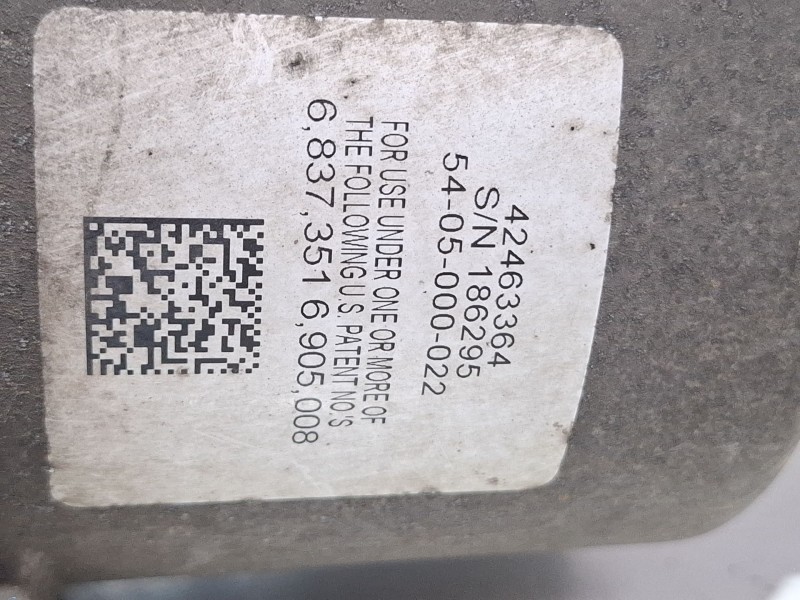 42463364
S/N 186295
54-05-000-022
FOR USE UNDER ONE OR MORE OF
THE FOLLOWING U.S. PATENT NO.'S
6,837,351 6,905,008